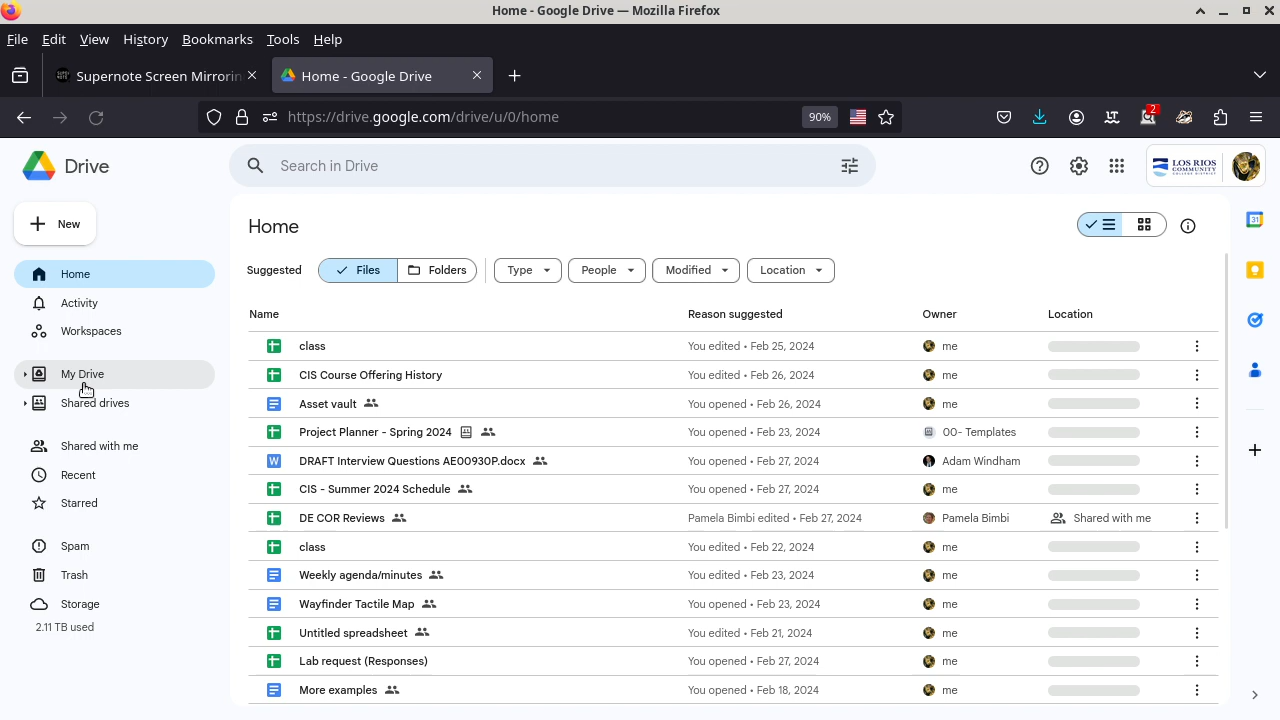 Home - Google Drive — Mozilla Firefox
File Edit View History Bookmarks Tools Help
Supernote Screen Mirrorin
Home - Google Drive
https://drive.google.com/drive/u/0/home
90%
2
Drive
Search in Drive
LOS RIOS
COMMUNITY
COLLEGE DISTRICT
New
Home
Activity
Workspaces
My Drive
Shared drives
Shared with me
Recent
Starred
Spam
Trash
Storage
2.11 TB used
Home
Suggested Files Folders Type People Modified Location
Name Reason suggested Owner Location
class You edited • Feb 25, 2024 me
CIS Course Offering History You edited • Feb 26, 2024 me
Asset vault You opened • Feb 26, 2024 me
Project Planner - Spring 2024 You opened • Feb 23, 2024 00- Templates
W DRAFT Interview Questions AE00930P.docx You opened • Feb 27, 2024 Adam Windham
CIS - Summer 2024 Schedule You opened • Feb 27, 2024 me
DE COR Reviews Pamela Bimbi edited • Feb 27, 2024 Pamela Bimbi Shared with me
class You edited • Feb 22, 2024 me
Weekly agenda/minutes You edited • Feb 23, 2024 me
Wayfinder Tactile Map You opened • Feb 23, 2024 me
Untitled spreadsheet You edited • Feb 21, 2024 me
Lab request (Responses) You opened • Feb 27, 2024 me
More examples You opened • Feb 18, 2024 me
31